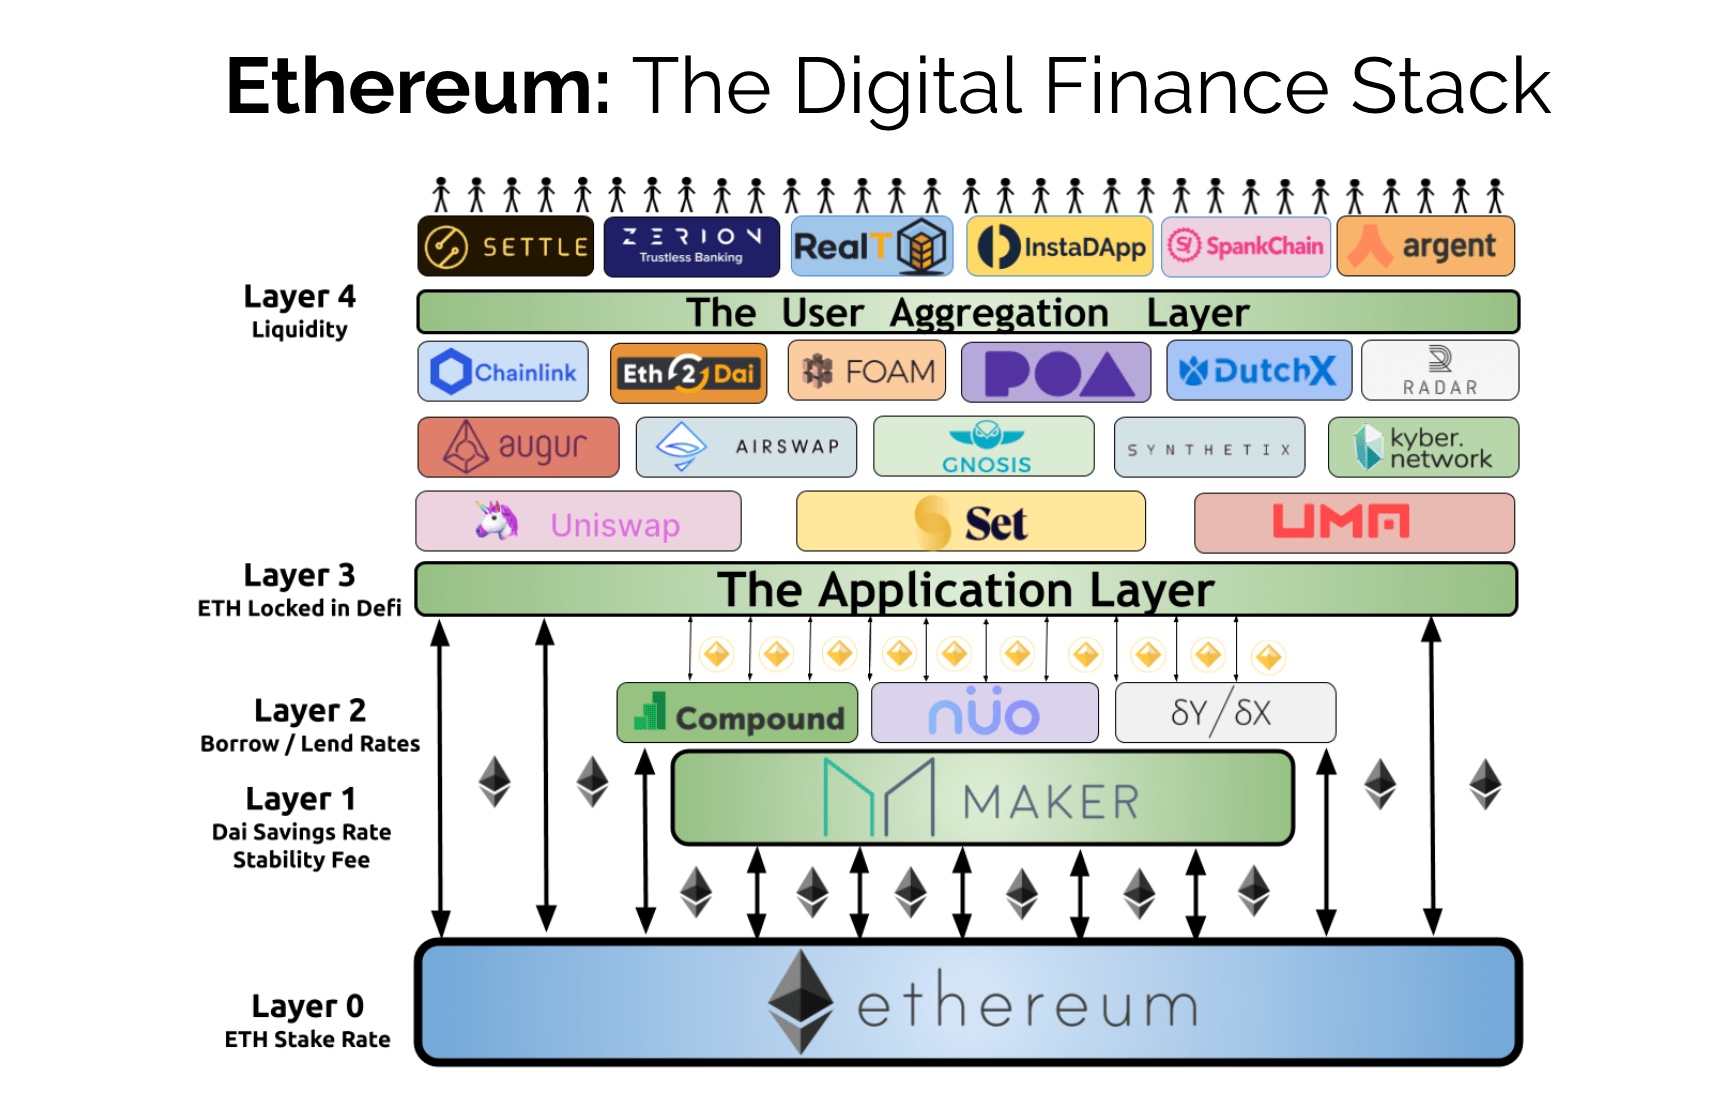 Ethereum: The Digital Finance Stack
SETTLE
ZERION
Trustless Banking
RealT
InstaDApp
SpankChain
argent
Layer 4
Liquidity
The User Aggregation Layer
Chainlink
Eth2Dai
FOAM
POA
DutchX
RADAR
augur
AIRSWAP
GNOSIS
SYNTHETIX
kyber.
network
Uniswap
Set
UMA
Layer 3
ETH Locked in Defi
The Application Layer
Layer 2
Borrow / Lend Rates
Compound
nüo
δY/δX
Layer 1
Dai Savings Rate
Stability Fee
MAKER
Layer 0
ETH Stake Rate
ethereum